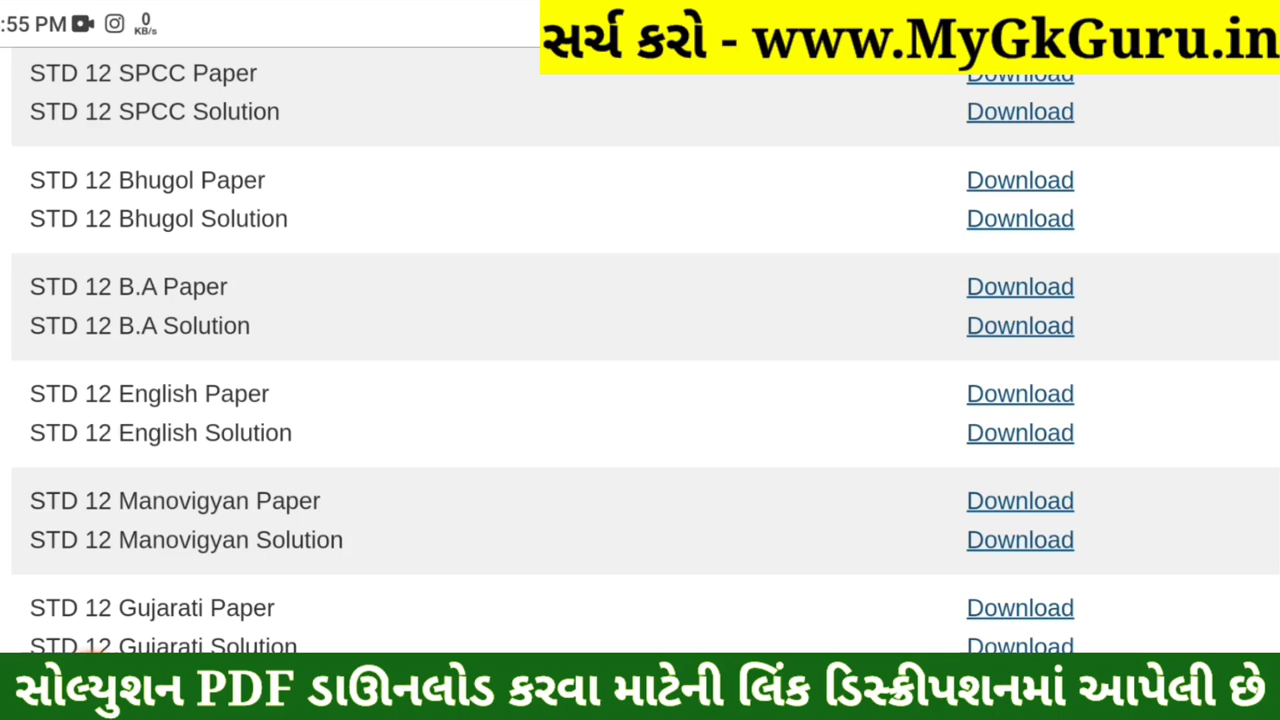 :55 PM 0 KB/s
સર્ચ કરો - www.MyGkGuru.in
STD 12 SPCC Paper Download
STD 12 SPCC Solution Download
STD 12 Bhugol Paper Download
STD 12 Bhugol Solution Download
STD 12 B.A Paper Download
STD 12 B.A Solution Download
STD 12 English Paper Download
STD 12 English Solution Download
STD 12 Manovigyan Paper Download
STD 12 Manovigyan Solution Download
STD 12 Gujarati Paper Download
STD 12 Gujarati Solution Download
સોલ્યુશન PDF ડાઊનલોડ કરવા માટેની લિંક ડિસ્ક્રીપશનમાં આપેલી છે